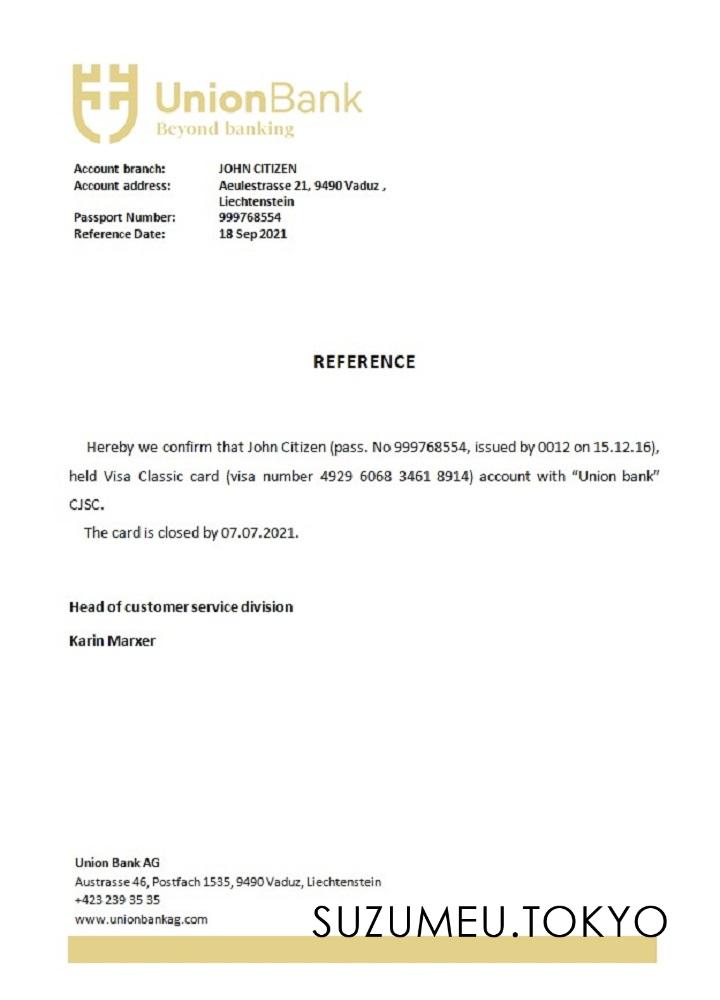 UnionBank
Beyond banking
Account branch: JOHN CITIZEN
Account address: Aeulestrasse 21, 9490 Vaduz ,
Liechtenstein
Passport Number: 999768554
Reference Date: 18 Sep 2021
REFERENCE
Hereby we confirm that John Citizen (pass. No 999768554, issued by 0012 on 15.12.16),
held Visa Classic card (visa number 4929 6068 3461 8914) account with “Union bank”
CJSC.
The card is closed by 07.07.2021.
Head of customer service division
Karin Marxer
Union Bank AG
Austrasse 46, Postfach 1535, 9490 Vaduz, Liechtenstein
+423 239 35 35
www.unionbankag.com
SUZUMEU.TOKYO